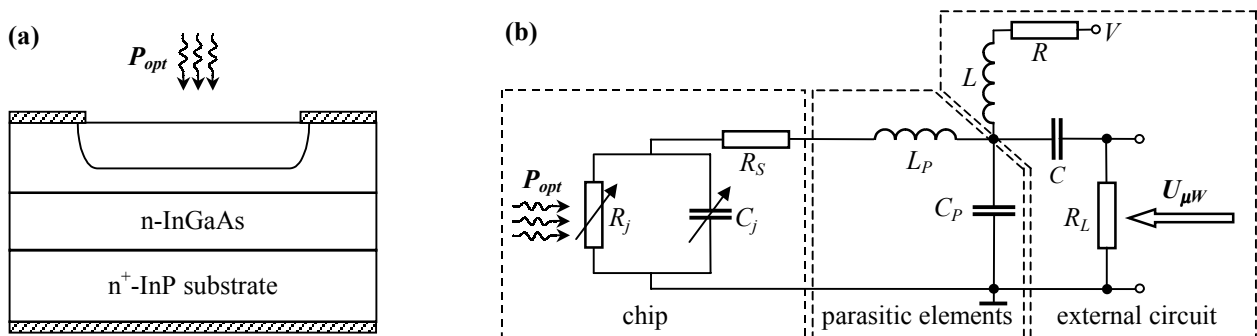 (a)
P_opt
n-InGaAs
n⁺-InP substrate
(b)
R
V
L
R_S
L_P
C
P_opt
R_j
C_j
C_P
R_L
U_μW
chip
parasitic elements
external circuit